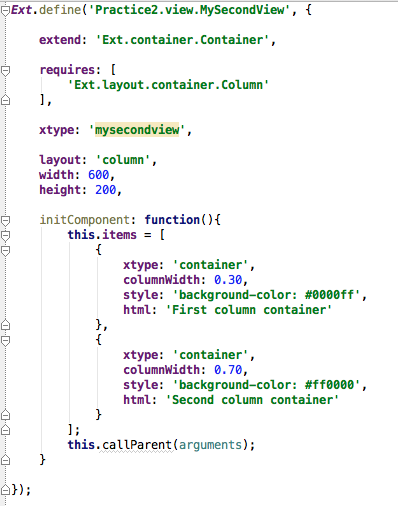 Ext.define('Practice2.view.MySecondView', {
extend: 'Ext.container.Container',
requires: [
'Ext.layout.container.Column'
],
xtype: 'mysecondview',
layout: 'column',
width: 600,
height: 200,
initComponent: function(){
this.items = [
{
xtype: 'container',
columnWidth: 0.30,
style: 'background-color: #0000ff',
html: 'First column container'
},
{
xtype: 'container',
columnWidth: 0.70,
style: 'background-color: #ff0000',
html: 'Second column container'
}
];
this.callParent(arguments);
}
});